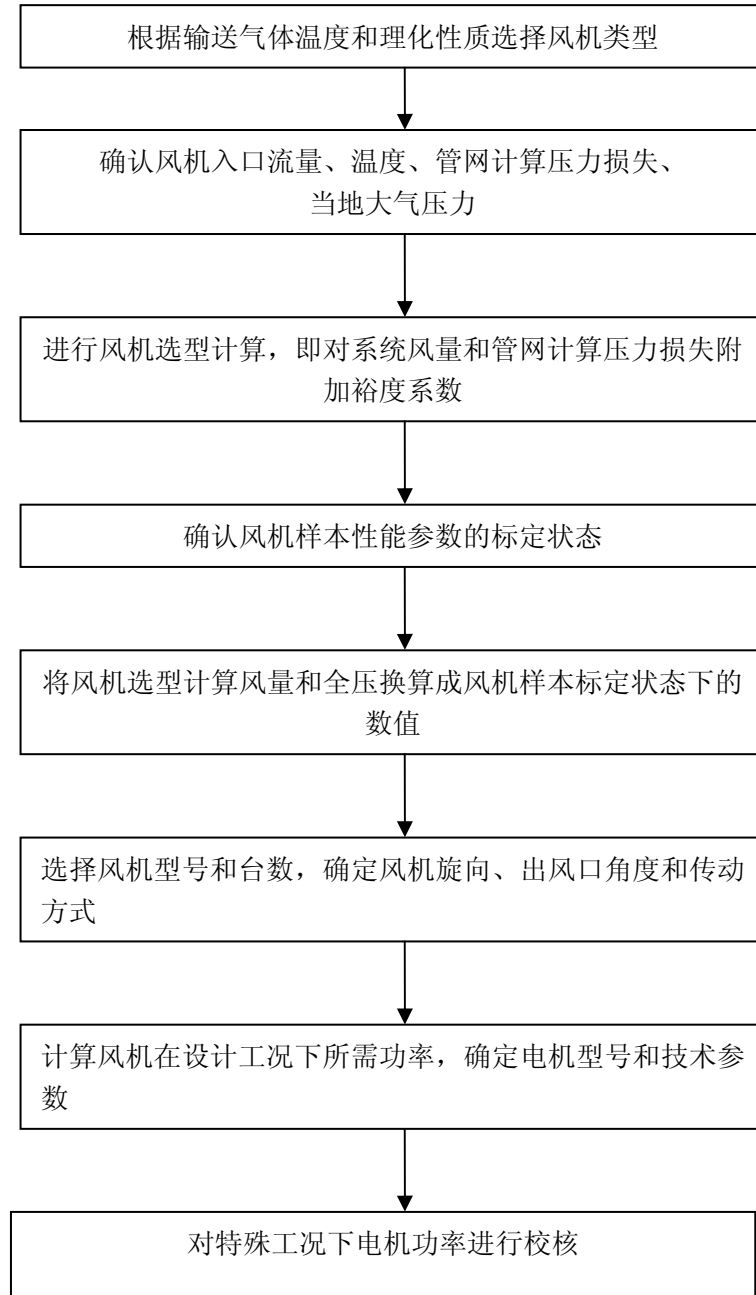 根据输送气体温度和理化性质选择风机类型
确认风机入口流量、温度、管网计算压力损失、
当地大气压力
进行风机选型计算，即对系统风量和管网计算压力损失附
加裕度系数
确认风机样本性能参数的标定状态
将风机选型计算风量和全压换算成风机样本标定状态下的
数值
选择风机型号和台数，确定风机旋向、出风口角度和传动
方式
计算风机在设计工况下所需功率，确定电机型号和技术参
数
对特殊工况下电机功率进行校核